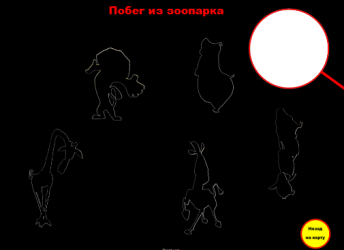 Побег из зоопарка
Назад
на карту